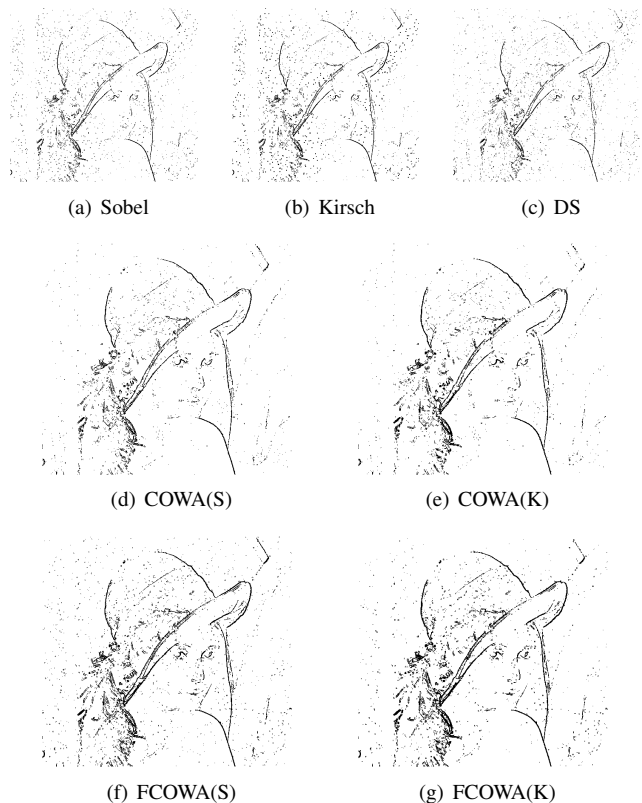 (a) Sobel
(b) Kirsch
(c) DS
(d) COWA(S)
(e) COWA(K)
(f) FCOWA(S)
(g) FCOWA(K)